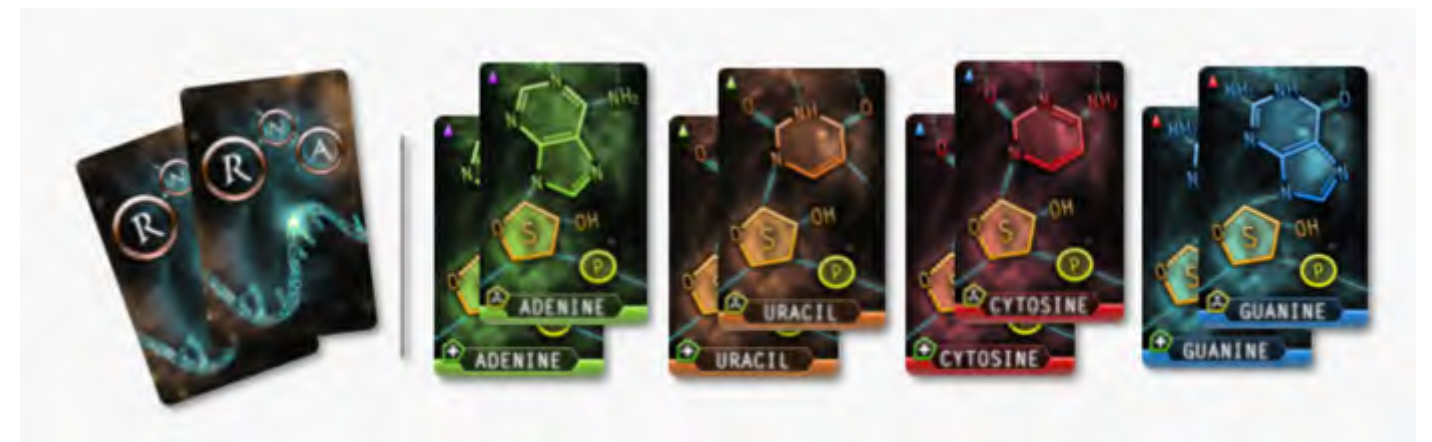 R N
R N A
N
N
N
N
NH₂
S
OH
O
P
ADENINE
ADENINE
O
NH
O
N
O
S
OH
P
URACIL
O
URACIL
N
NH₂
N
O
S
OH
P
CYTOSINE
CYTOSINE
NH₂
NH
O
N
N
N
O
S
OH
P
GUANINE
S
GUANINE